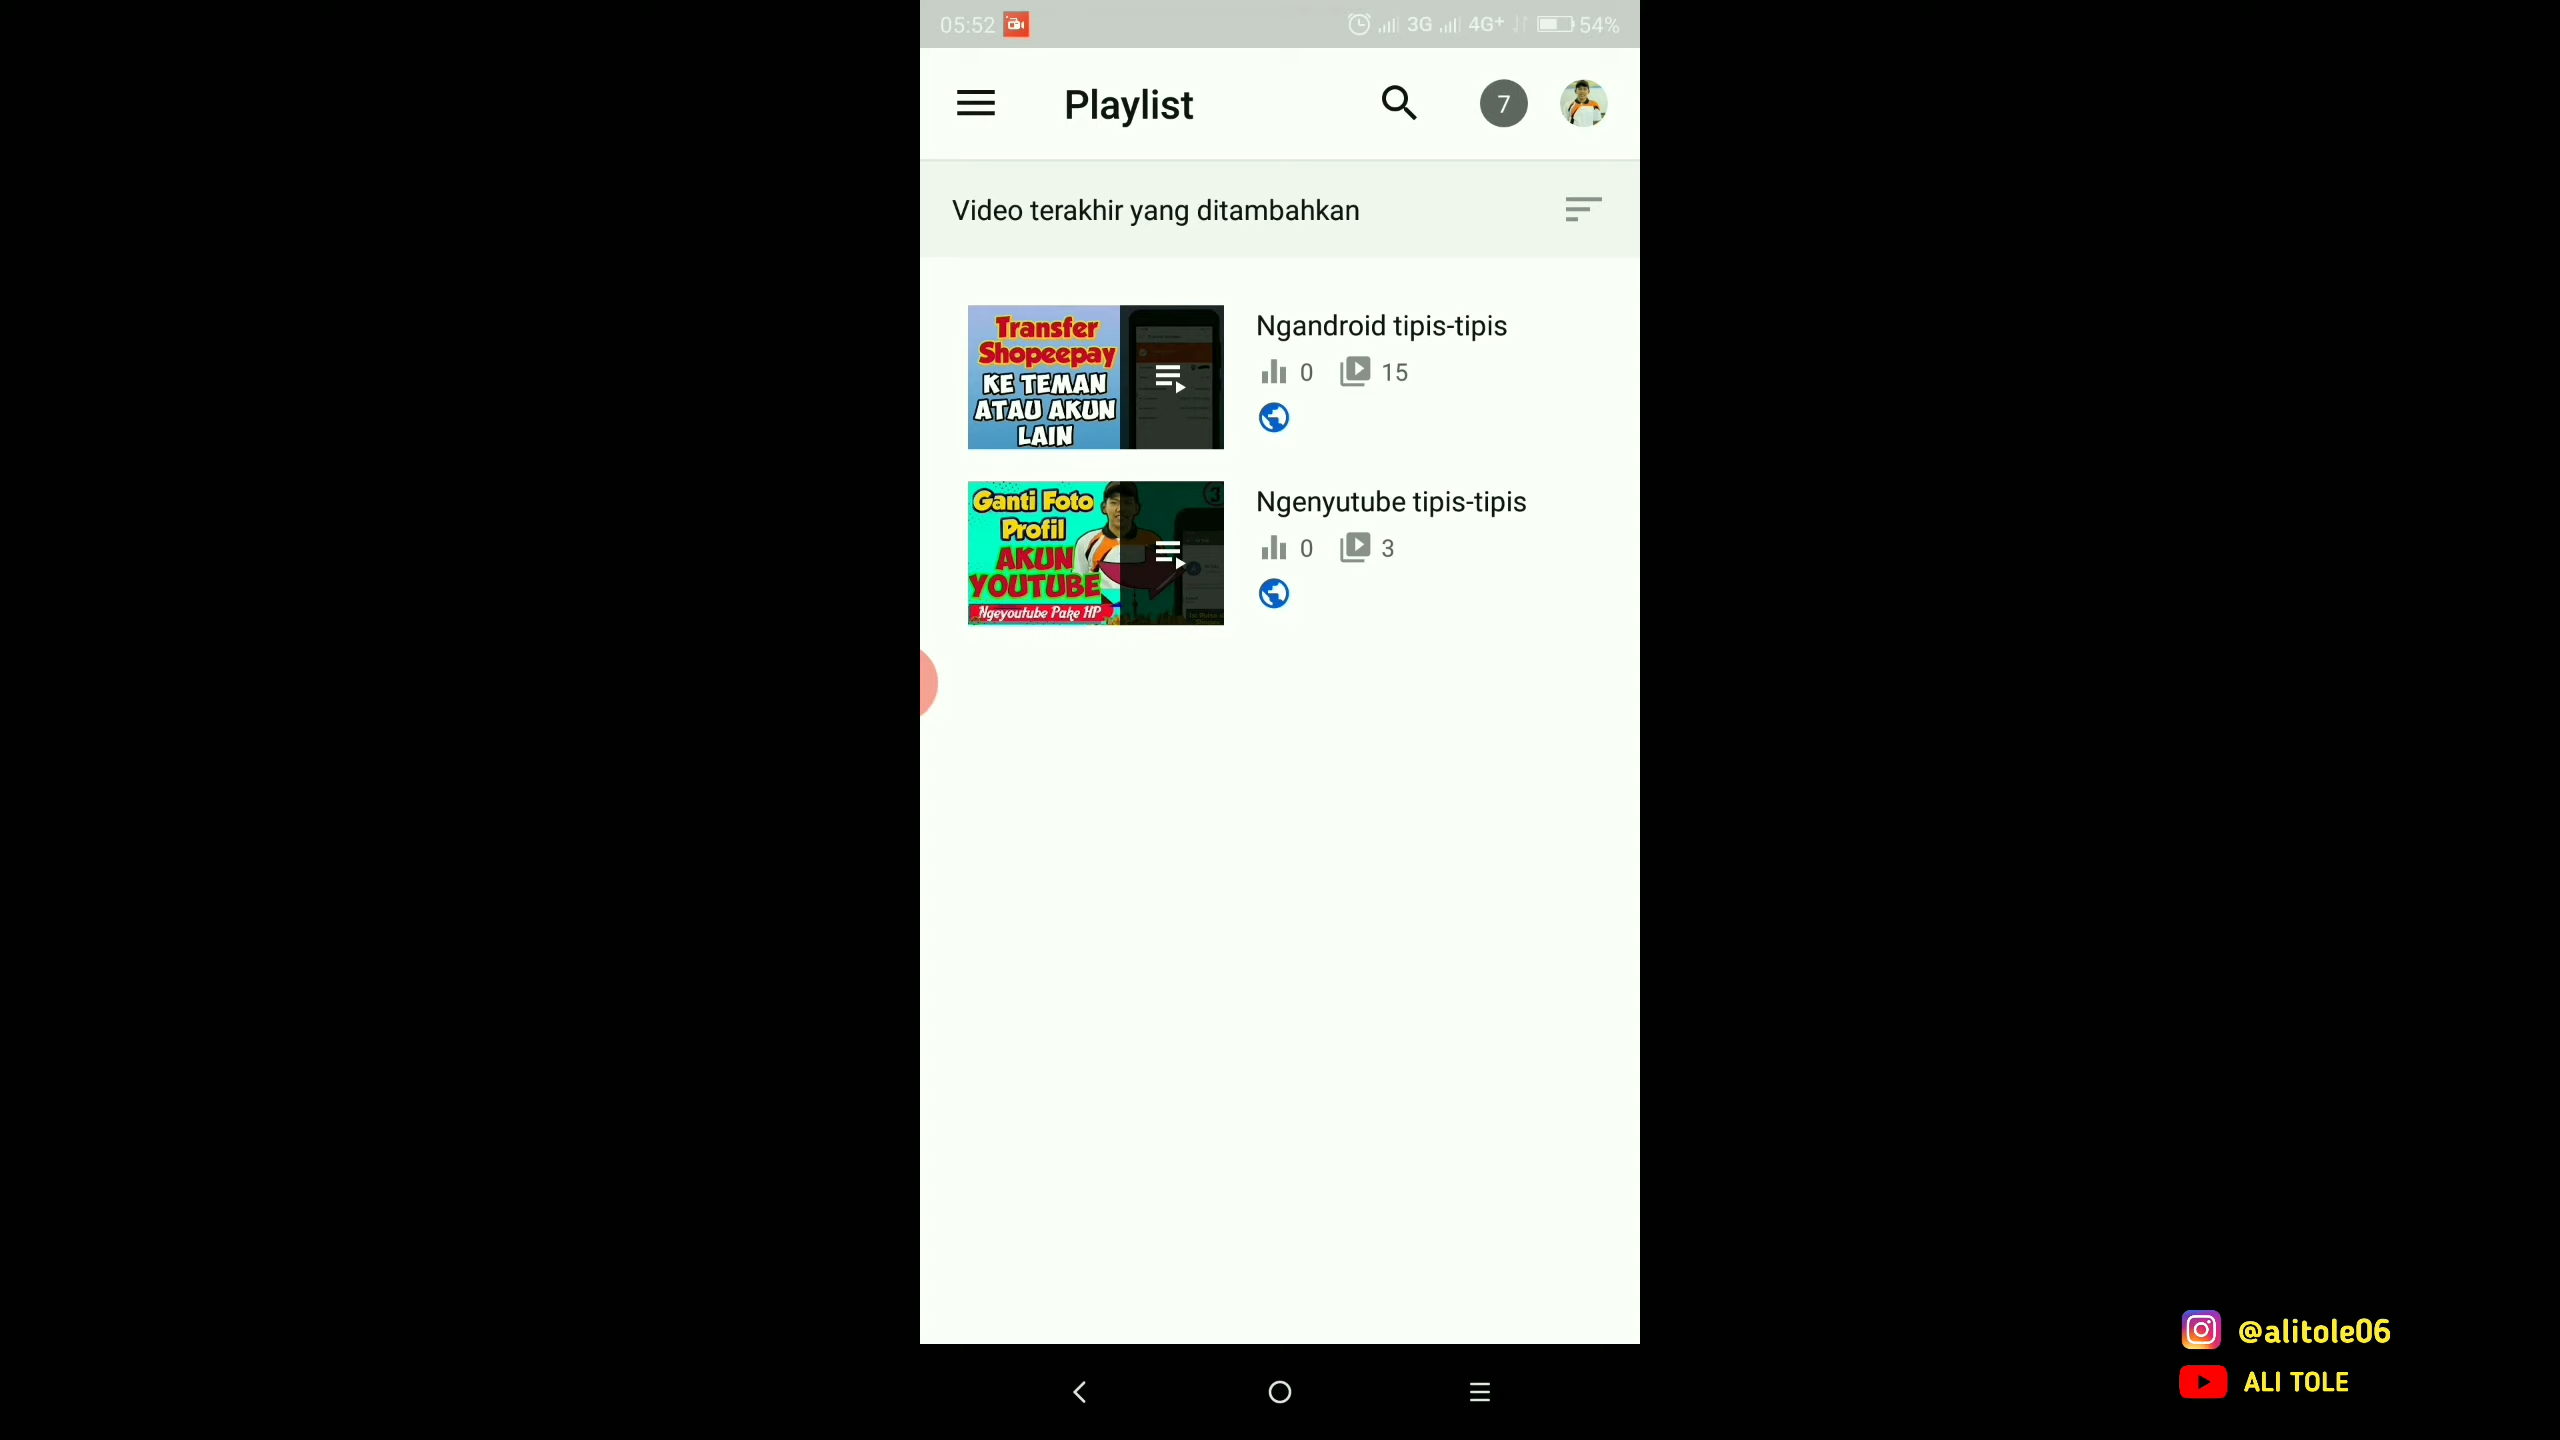 05:52 3G 4G+ 54%
Playlist 7
Video terakhir yang ditambahkan
Transfer
Shopeepay
KE TEMAN
ATAU AKUN
LAIN
Ngandroid tipis-tipis
0 15
Ganti Foto
Profil
AKUN
YOUTUBE
Ngeyoutube Pake HP
3
Ngenyutube tipis-tipis
0 3
@alitole06
ALI TOLE